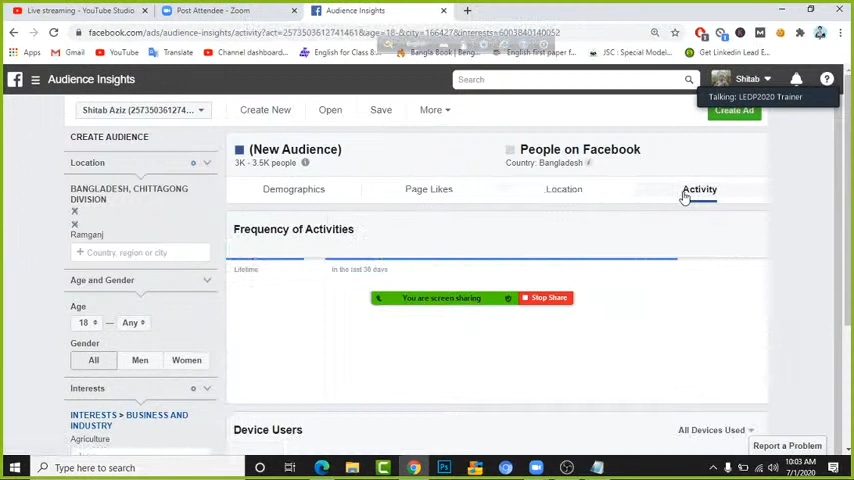 Live streaming - YouTube Studio
Post Attendee - Zoom
Audience Insights
facebook.com/ads/audience-insights/activity?act=2573503612741461&age=18-&city=166427&interests=6003840140052
Apps
Gmail
YouTube
Translate
Channel dashboard...
English for Class 8...
Bangla Book | Beng...
English first paper f...
JSC : Special Model...
Get Linkedin Lead E...
Audience Insights
Search
Shitab
Talking: LEDP2020 Trainer
Shitab Aziz (257350361274...
Create New
Open
Save
More
Create Ad
CREATE AUDIENCE
Location
BANGLADESH, CHITTAGONG
DIVISION
Ramganj
+ Country, region or city
Age and Gender
Age
18 — Any
Gender
All
Men
Women
Interests
INTERESTS > BUSINESS AND
INDUSTRY
Agriculture
(New Audience)
3K - 3.5K people
People on Facebook
Country: Bangladesh
Demographics
Page Likes
Location
Activity
Frequency of Activities
Lifetime
In the last 30 days
You are screen sharing
Stop Share
Device Users
All Devices Used
Report a Problem
Type here to search
10:03 AM
7/1/2020